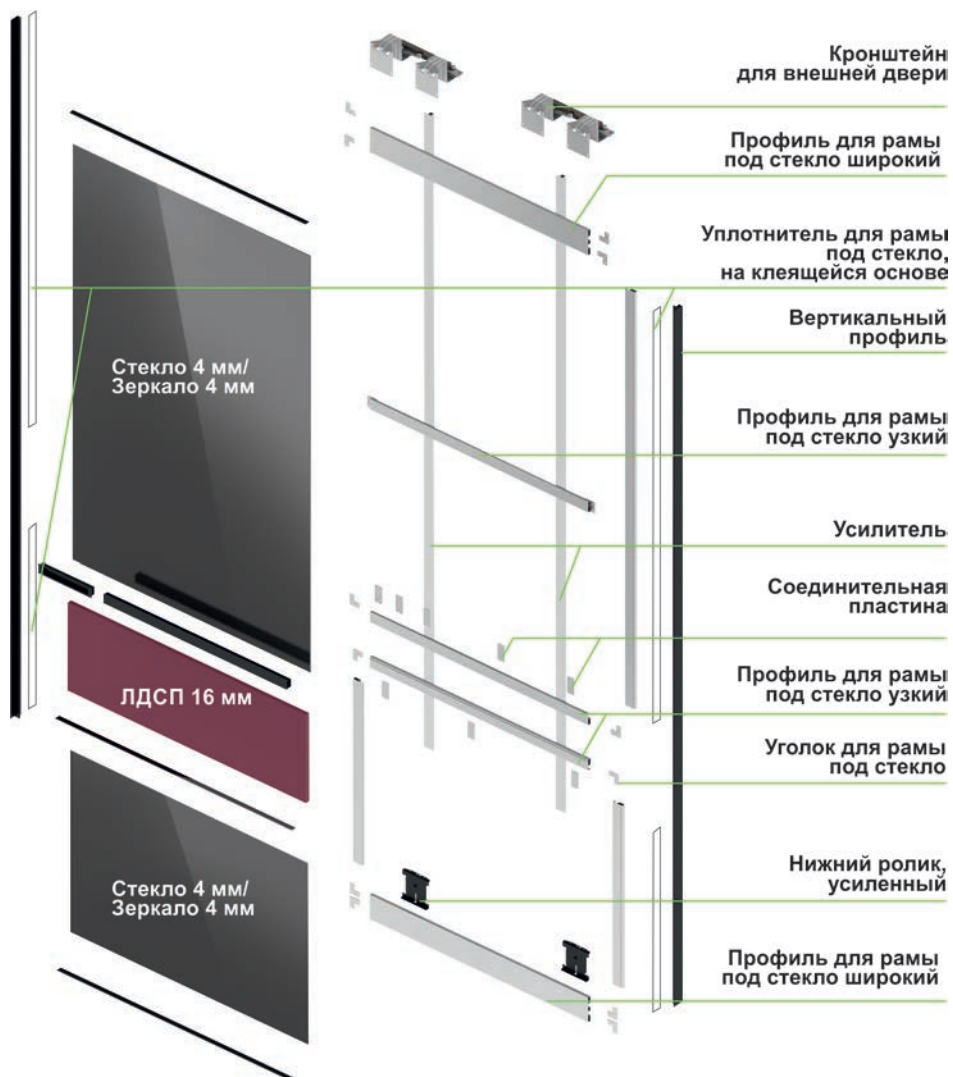 Кронштейн
для внешней двери
Профиль для рамы
под стекло широкий
Уплотнитель для рамы
под стекло,
на клеящейся основе
Вертикальный
профиль
Стекло 4 мм/
Зеркало 4 мм
Профиль для рамы
под стекло узкий
Усилитель
Соединительная
пластина
ЛДСП 16 мм
Профиль для рамы
под стекло узкий
Уголок для рамы
под стекло
Стекло 4 мм/
Зеркало 4 мм
Нижний ролик,
усиленный
Профиль для рамы
под стекло широкий